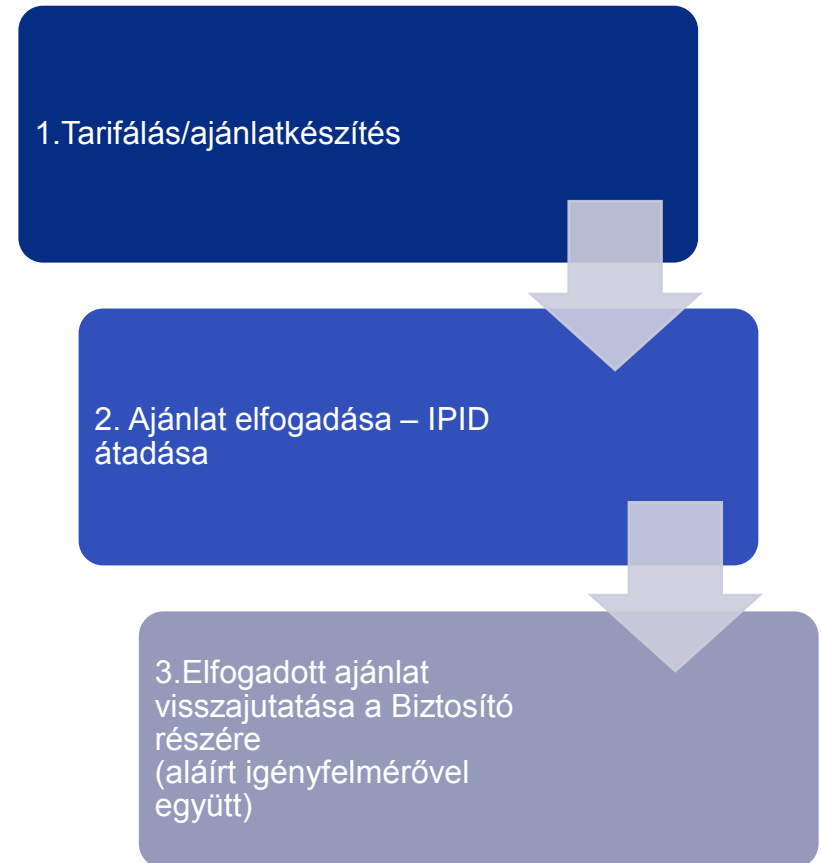 1.Tarifálás/ajánlatkészítés
2. Ajánlat elfogadása – IPID
átadása
3.Elfogadott ajánlat
visszajutatása a Biztosító
részére
(aláírt igényfelmérővel
együtt)